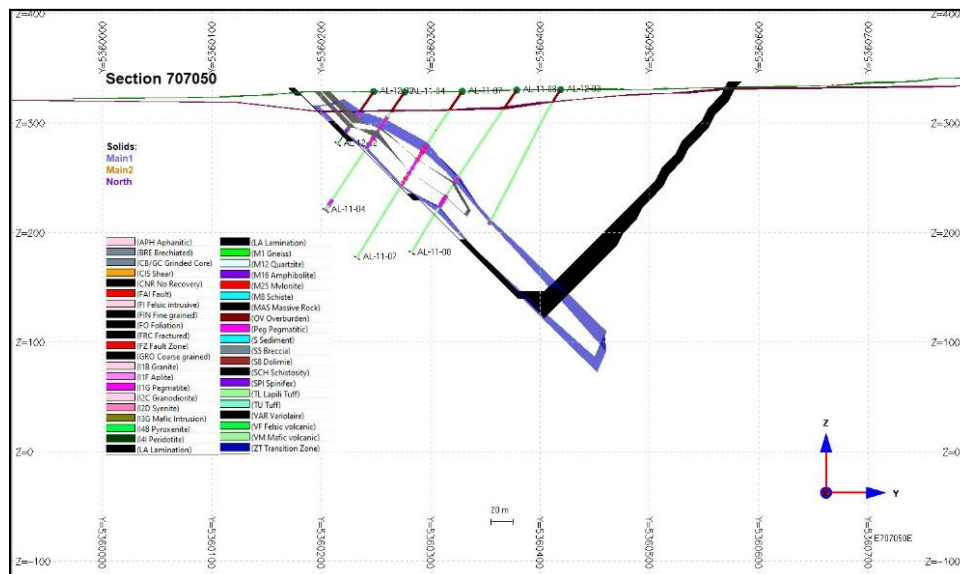 Z=400
Z=400
Y=5360000
Y=5360100
Y=5360200
Y=5360300
Y=5360400
Y=5360500
Y=5360600
Y=5360700
Section 707050
AL-11-04
AL-11-07
AL-12-03
Z=300
Z=300
Solids:
Main1
Main2
North
AL-11-04
Z=200
AL-11-07
AL-11-08
Z=200
(APH Aphanitic)
(BRE Brechiated)
(CB/GC Grinded Core)
(CIS Shear)
(CNR No Recovery)
(FAI Fault)
(FI Felsic intrusive)
(FIN Fine grained)
(FO Foliation)
(FRC Fractured)
(FZ Fault Zone)
(GRO Coarse grained)
(I1B Granite)
(I1F Aplite)
(I1G Pegmatite)
(I2C Granodiorite)
(I2D Syenite)
(I3G Mafic Intrusion)
(I4B Pyroxenite)
(I4I Peridotite)
(LA Lamination)
(LA Lamination)
(M1 Gneiss)
(M12 Quartzite)
(M16 Amphibolite)
(M25 Mylonite)
(M8 Schiste)
(MAS Massive Rock)
(OV Overburden)
(Peg Pegmatitic)
(S Sediment)
(S5 Breccia)
(S8 Dolimie)
(SCH Schistosity)
(SPI Spinifex)
(TL Lapili Tuff)
(TU Tuff)
(VAR Variolaire)
(VF Felsic volcanic)
(VM Mafic volcanic)
(ZT Transition Zone)
Z=100
Z=100
Z=0
Z=0
Z
Y
20 m
E707050E
Z=-100
Z=-100
Y=5360000
Y=5360100
Y=5360200
Y=5360300
Y=5360400
Y=5360500
Y=5360600
Y=5360700